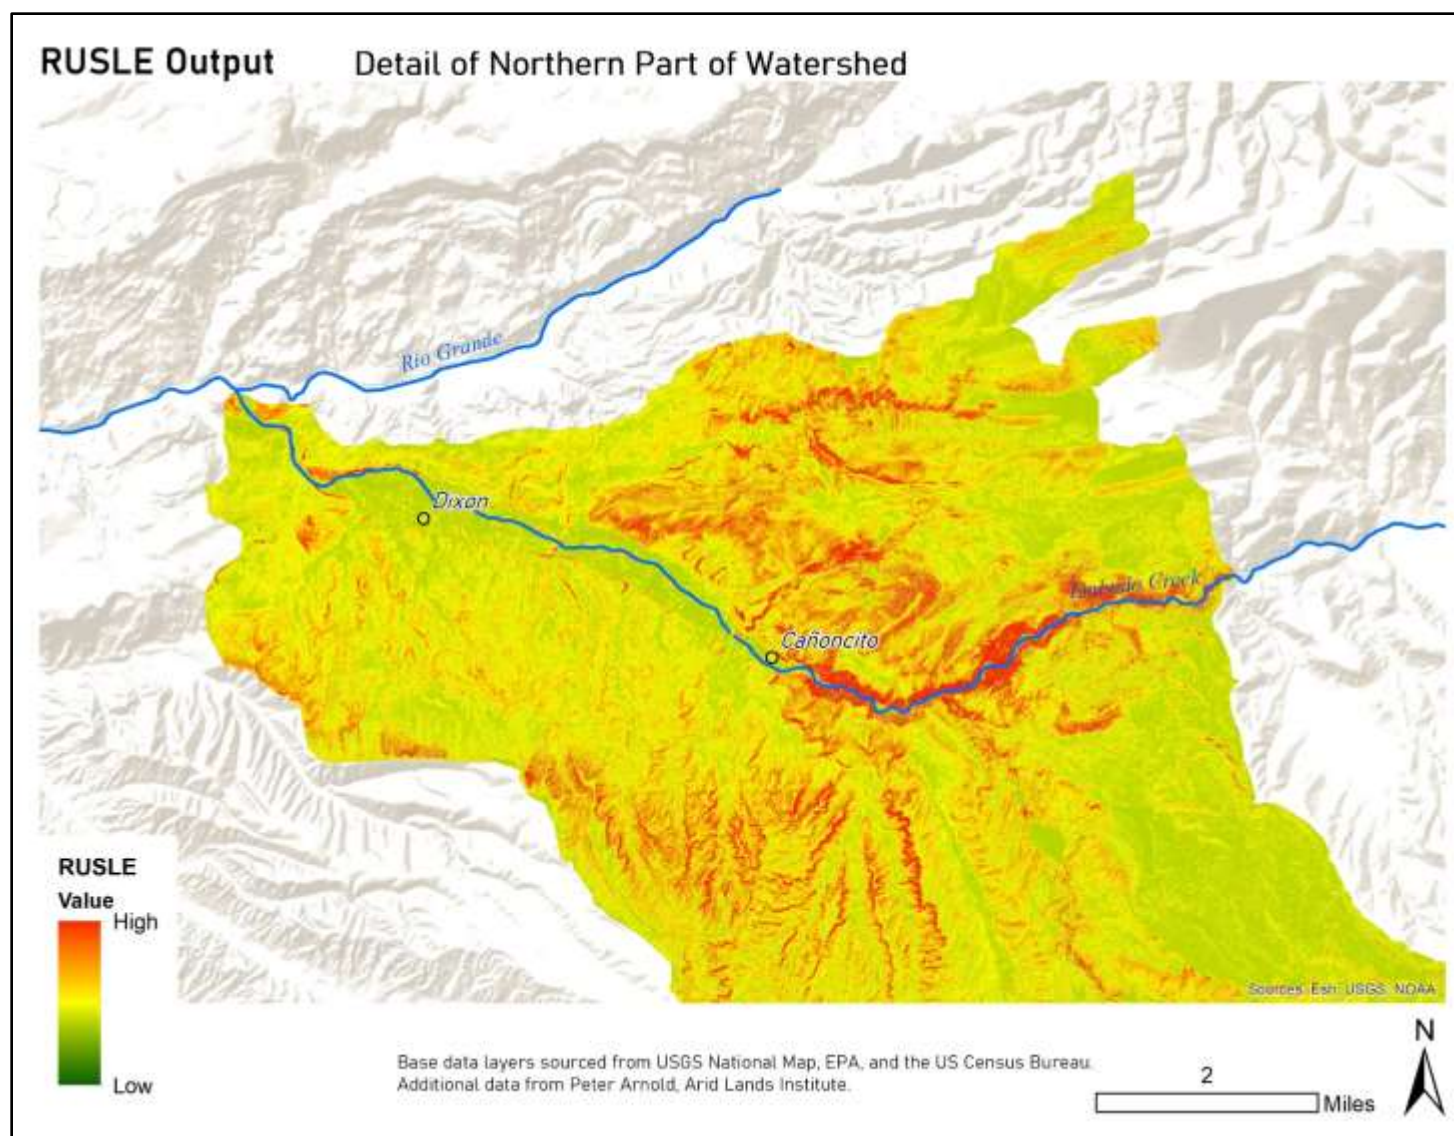 RUSLE Output
Detail of Northern Part of Watershed
Rio Grande
Dixon
Embudo Creek
Cañoncito
RUSLE
Value
High
Low
Sources: Esri, USGS, NOAA
N
Base data layers sourced from USGS National Map, EPA, and the US Census Bureau.
Additional data from Peter Arnold, Arid Lands Institute.
2
Miles